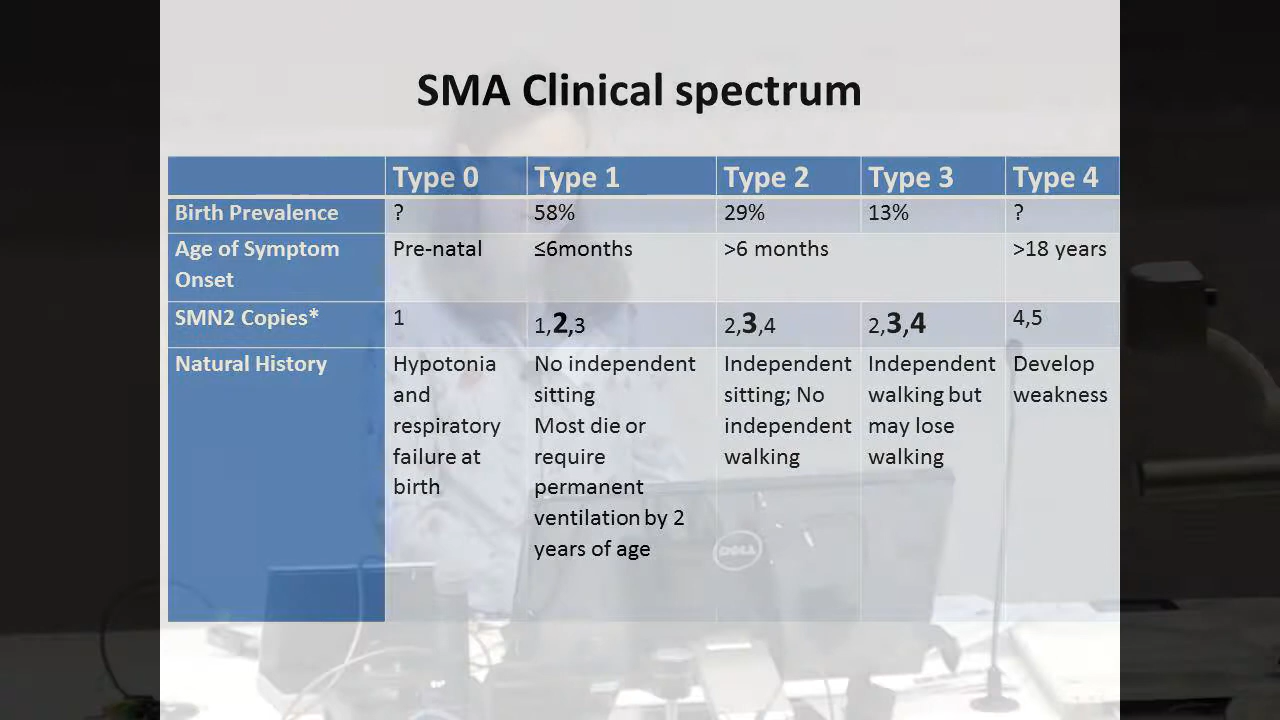 SMA Clinical spectrum
Type 0 Type 1 Type 2 Type 3 Type 4
Birth Prevalence ? 58% 29% 13% ?
Age of Symptom Onset Pre-natal ≤6months >6 months >18 years
SMN2 Copies* 1 1,2,3 2,3,4 2,3,4 4,5
Natural History
Hypotonia
and
respiratory
failure at
birth
No independent
sitting
Most die or
require
permanent
ventilation by 2
years of age
Independent
sitting; No
independent
walking
Independent
walking but
may lose
walking
Develop
weakness
DELL